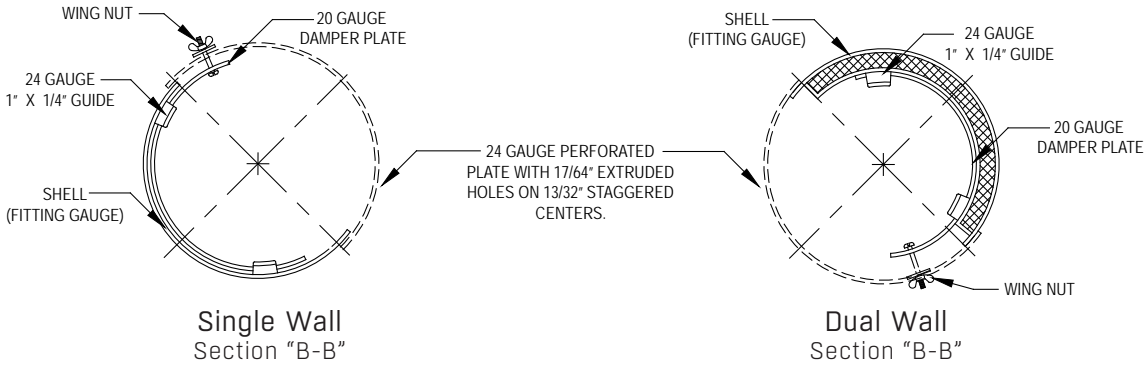 WING NUT
20 GAUGE
DAMPER PLATE
24 GAUGE
1" X 1/4" GUIDE
SHELL
(FITTING GAUGE)
Single Wall
Section "B-B"
24 GAUGE PERFORATED
PLATE WITH 17/64" EXTRUDED
HOLES ON 13/32" STAGGERED
CENTERS.
SHELL
(FITTING GAUGE)
24 GAUGE
1" X 1/4" GUIDE
20 GAUGE
DAMPER PLATE
WING NUT
Dual Wall
Section "B-B"